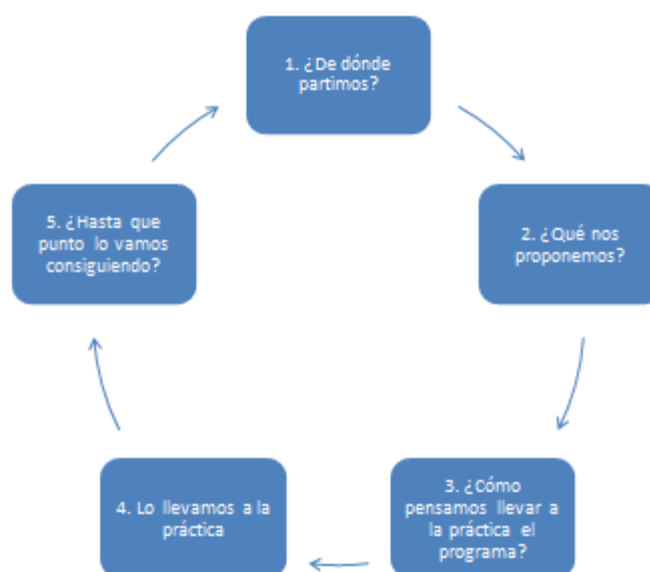 1. ¿De dónde
partimos?
2. ¿Qué nos
proponemos?
3. ¿Cómo
pensamos llevar a
la práctica el
programa?
4. Lo llevamos a la
práctica
5. ¿Hasta que
punto lo vamos
consiguiendo?